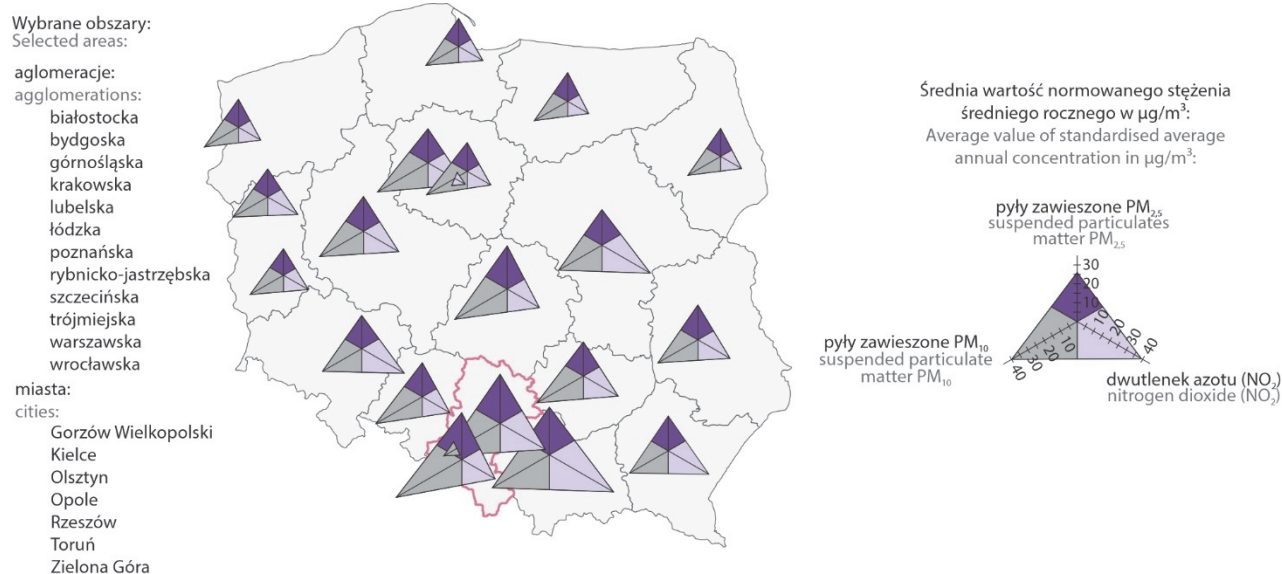 Wybrane obszary:
Selected areas:
aglomeracje:
agglomerations:
białostocka
bydgoska
górnośląska
krakowska
lubelska
łódzka
poznańska
rybnicko-jastrzębska
szczecińska
trójmiejska
warszawska
wrocławska
miasta:
cities:
Gorzów Wielkopolski
Kielce
Olsztyn
Opole
Rzeszów
Toruń
Zielona Góra
Średnia wartość normowanego stężenia
średniego rocznego w µg/m³:
Average value of standardised average
annual concentration in µg/m³:
pyły zawieszone PM₂,₅
suspended particulates
matter PM₂,₅
30
20
10
10
20
30
40
10
20
30
40
pyły zawieszone PM₁₀
suspended particulate
matter PM₁₀
dwutlenek azotu (NO₂)
nitrogen dioxide (NO₂)